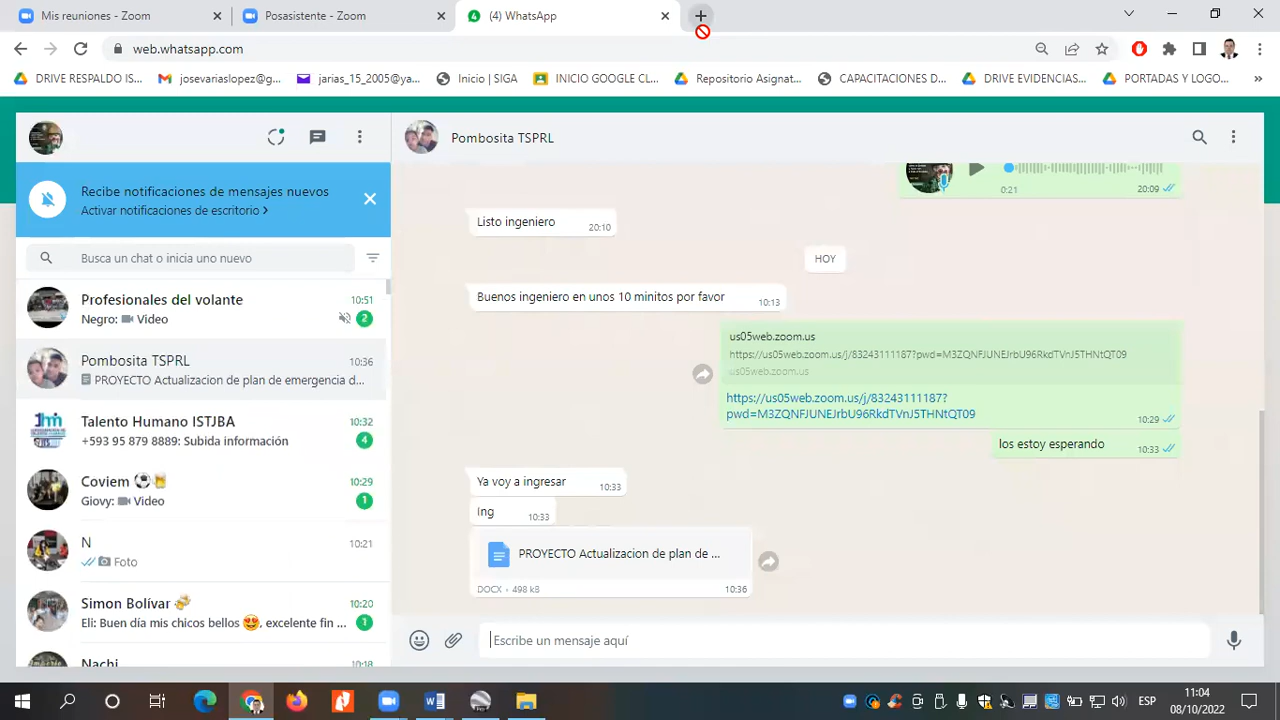 Mis reuniones - Zoom
Posasistente - Zoom
(4) WhatsApp
web.whatsapp.com
DRIVE RESPALDO IS...
josevariaslopez@g...
jarias_15_2005@ya...
Inicio | SIGA
INICIO GOOGLE CL...
Repositorio Asignat...
CAPACITACIONES D...
DRIVE EVIDENCIAS...
PORTADAS Y LOGO...
Recibe notificaciones de mensajes nuevos
Activar notificaciones de escritorio
Busca un chat o inicia uno nuevo
Profesionales del volante 10:51
Negro: Video 2
Pombosita TSPRL 10:36
PROYECTO Actualizacion de plan de emergencia d...
Talento Humano ISTJBA 10:32
+593 95 879 8889: Subida información 4
Coviem 10:29
Giovy: Video 1
N 10:21
Foto
Simon Bolívar 10:20
Eli: Buen día mis chicos bellos 😍, excelente fin ... 1
Nachi 10:18
Pombosita TSPRL
0:21 20:09
Listo ingeniero 20:10
HOY
Buenos ingeniero en unos 10 minitos por favor 10:13
us05web.zoom.us
https://us05web.zoom.us/j/83243111187?pwd=M3ZQNFJUNEJrbU96RkdTVnJ5THNtQT09
us05web.zoom.us
https://us05web.zoom.us/j/83243111187?
pwd=M3ZQNFJUNEJrbU96RkdTVnJ5THNtQT09 10:29
los estoy esperando 10:33
Ya voy a ingresar 10:33
Ing 10:33
PROYECTO Actualizacion de plan de ...
DOCX • 498 kB 10:36
Escribe un mensaje aquí
ESP
11:04
08/10/2022